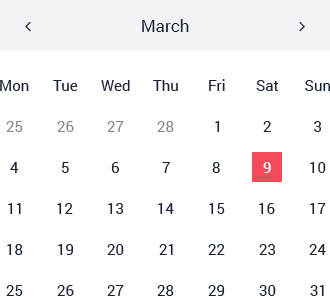 March
Mon Tue Wed Thu Fri Sat Sun
25 26 27 28 1 2 3
4 5 6 7 8 9 10
11 12 13 14 15 16 17
18 19 20 21 22 23 24
25 26 27 28 29 30 31